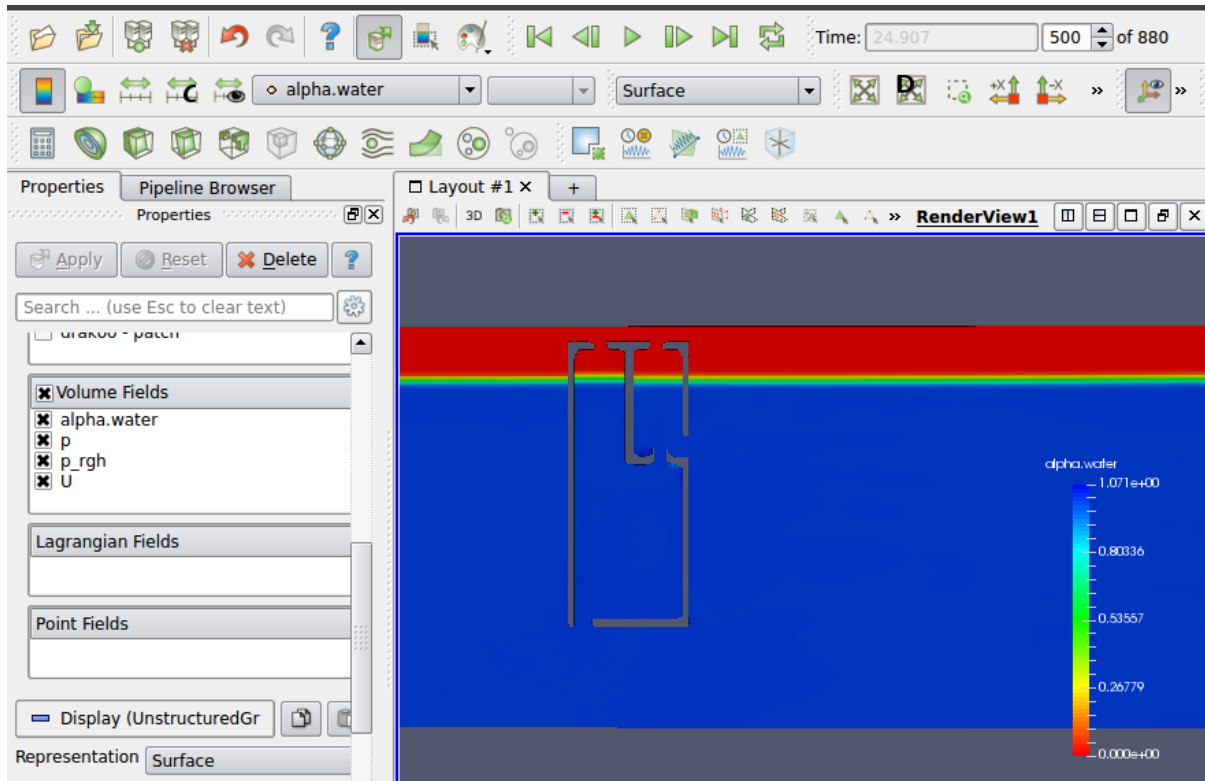 Time: 24.907 500 of 880
alpha.water Surface
Properties Pipeline Browser
Layout #1 +
Properties
3D RenderView1
Apply Reset Delete ?
Search ... (use Esc to clear text)
Volume Fields
alpha.water
p
p_rgh
U
Lagrangian Fields
Point Fields
Display (UnstructuredGr
Representation Surface
alpha.water
1.071e+00
0.80336
0.53557
0.26779
0.000e+00